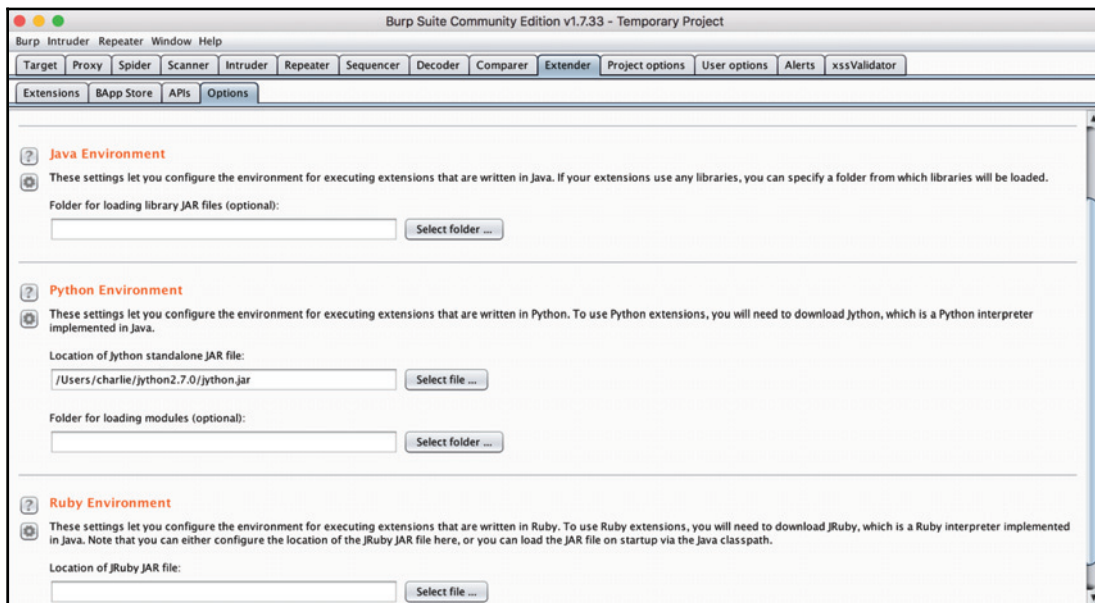 Burp Suite Community Edition v1.7.33 - Temporary Project
Burp Intruder Repeater Window Help
Target Proxy Spider Scanner Intruder Repeater Sequencer Decoder Comparer Extender Project options User options Alerts xssValidator
Extensions BApp Store APIs Options
? Java Environment
These settings let you configure the environment for executing extensions that are written in Java. If your extensions use any libraries, you can specify a folder from which libraries will be loaded.
Folder for loading library JAR files (optional):
Select folder ...
? Python Environment
These settings let you configure the environment for executing extensions that are written in Python. To use Python extensions, you will need to download Jython, which is a Python interpreter
implemented in Java.
Location of Jython standalone JAR file:
/Users/charlie/jython2.7.0/jython.jar Select file ...
Folder for loading modules (optional):
Select folder ...
? Ruby Environment
These settings let you configure the environment for executing extensions that are written in Ruby. To use Ruby extensions, you will need to download JRuby, which is a Ruby interpreter implemented
in Java. Note that you can either configure the location of the JRuby JAR file here, or you can load the JAR file on startup via the Java classpath.
Location of JRuby JAR file:
Select file ...